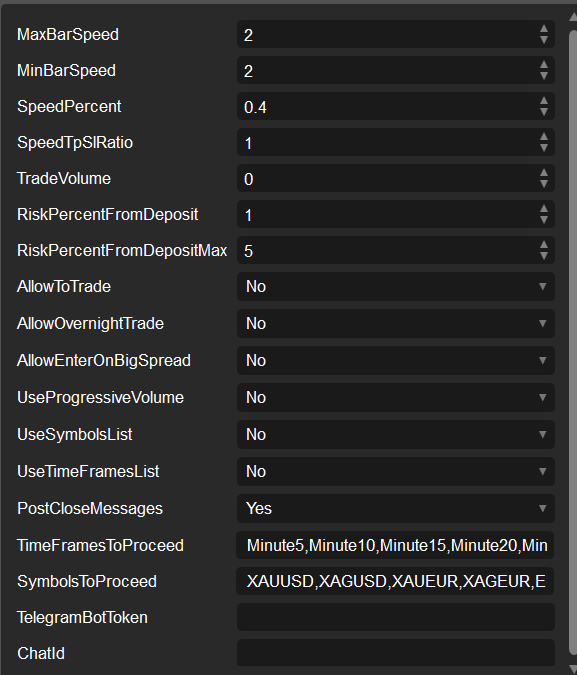 MaxBarSpeed 2
MinBarSpeed 2
SpeedPercent 0.4
SpeedTpSlRatio 1
TradeVolume 0
RiskPercentFromDeposit 1
RiskPercentFromDepositMax 5
AllowToTrade No
AllowOvernightTrade No
AllowEnterOnBigSpread No
UseProgressiveVolume No
UseSymbolsList No
UseTimeFramesList No
PostCloseMessages Yes
TimeFramesToProceed Minute5,Minute10,Minute15,Minute20,Min
SymbolsToProceed XAUUSD,XAGUSD,XAUEUR,XAGEUR,E
TelegramBotToken
ChatId